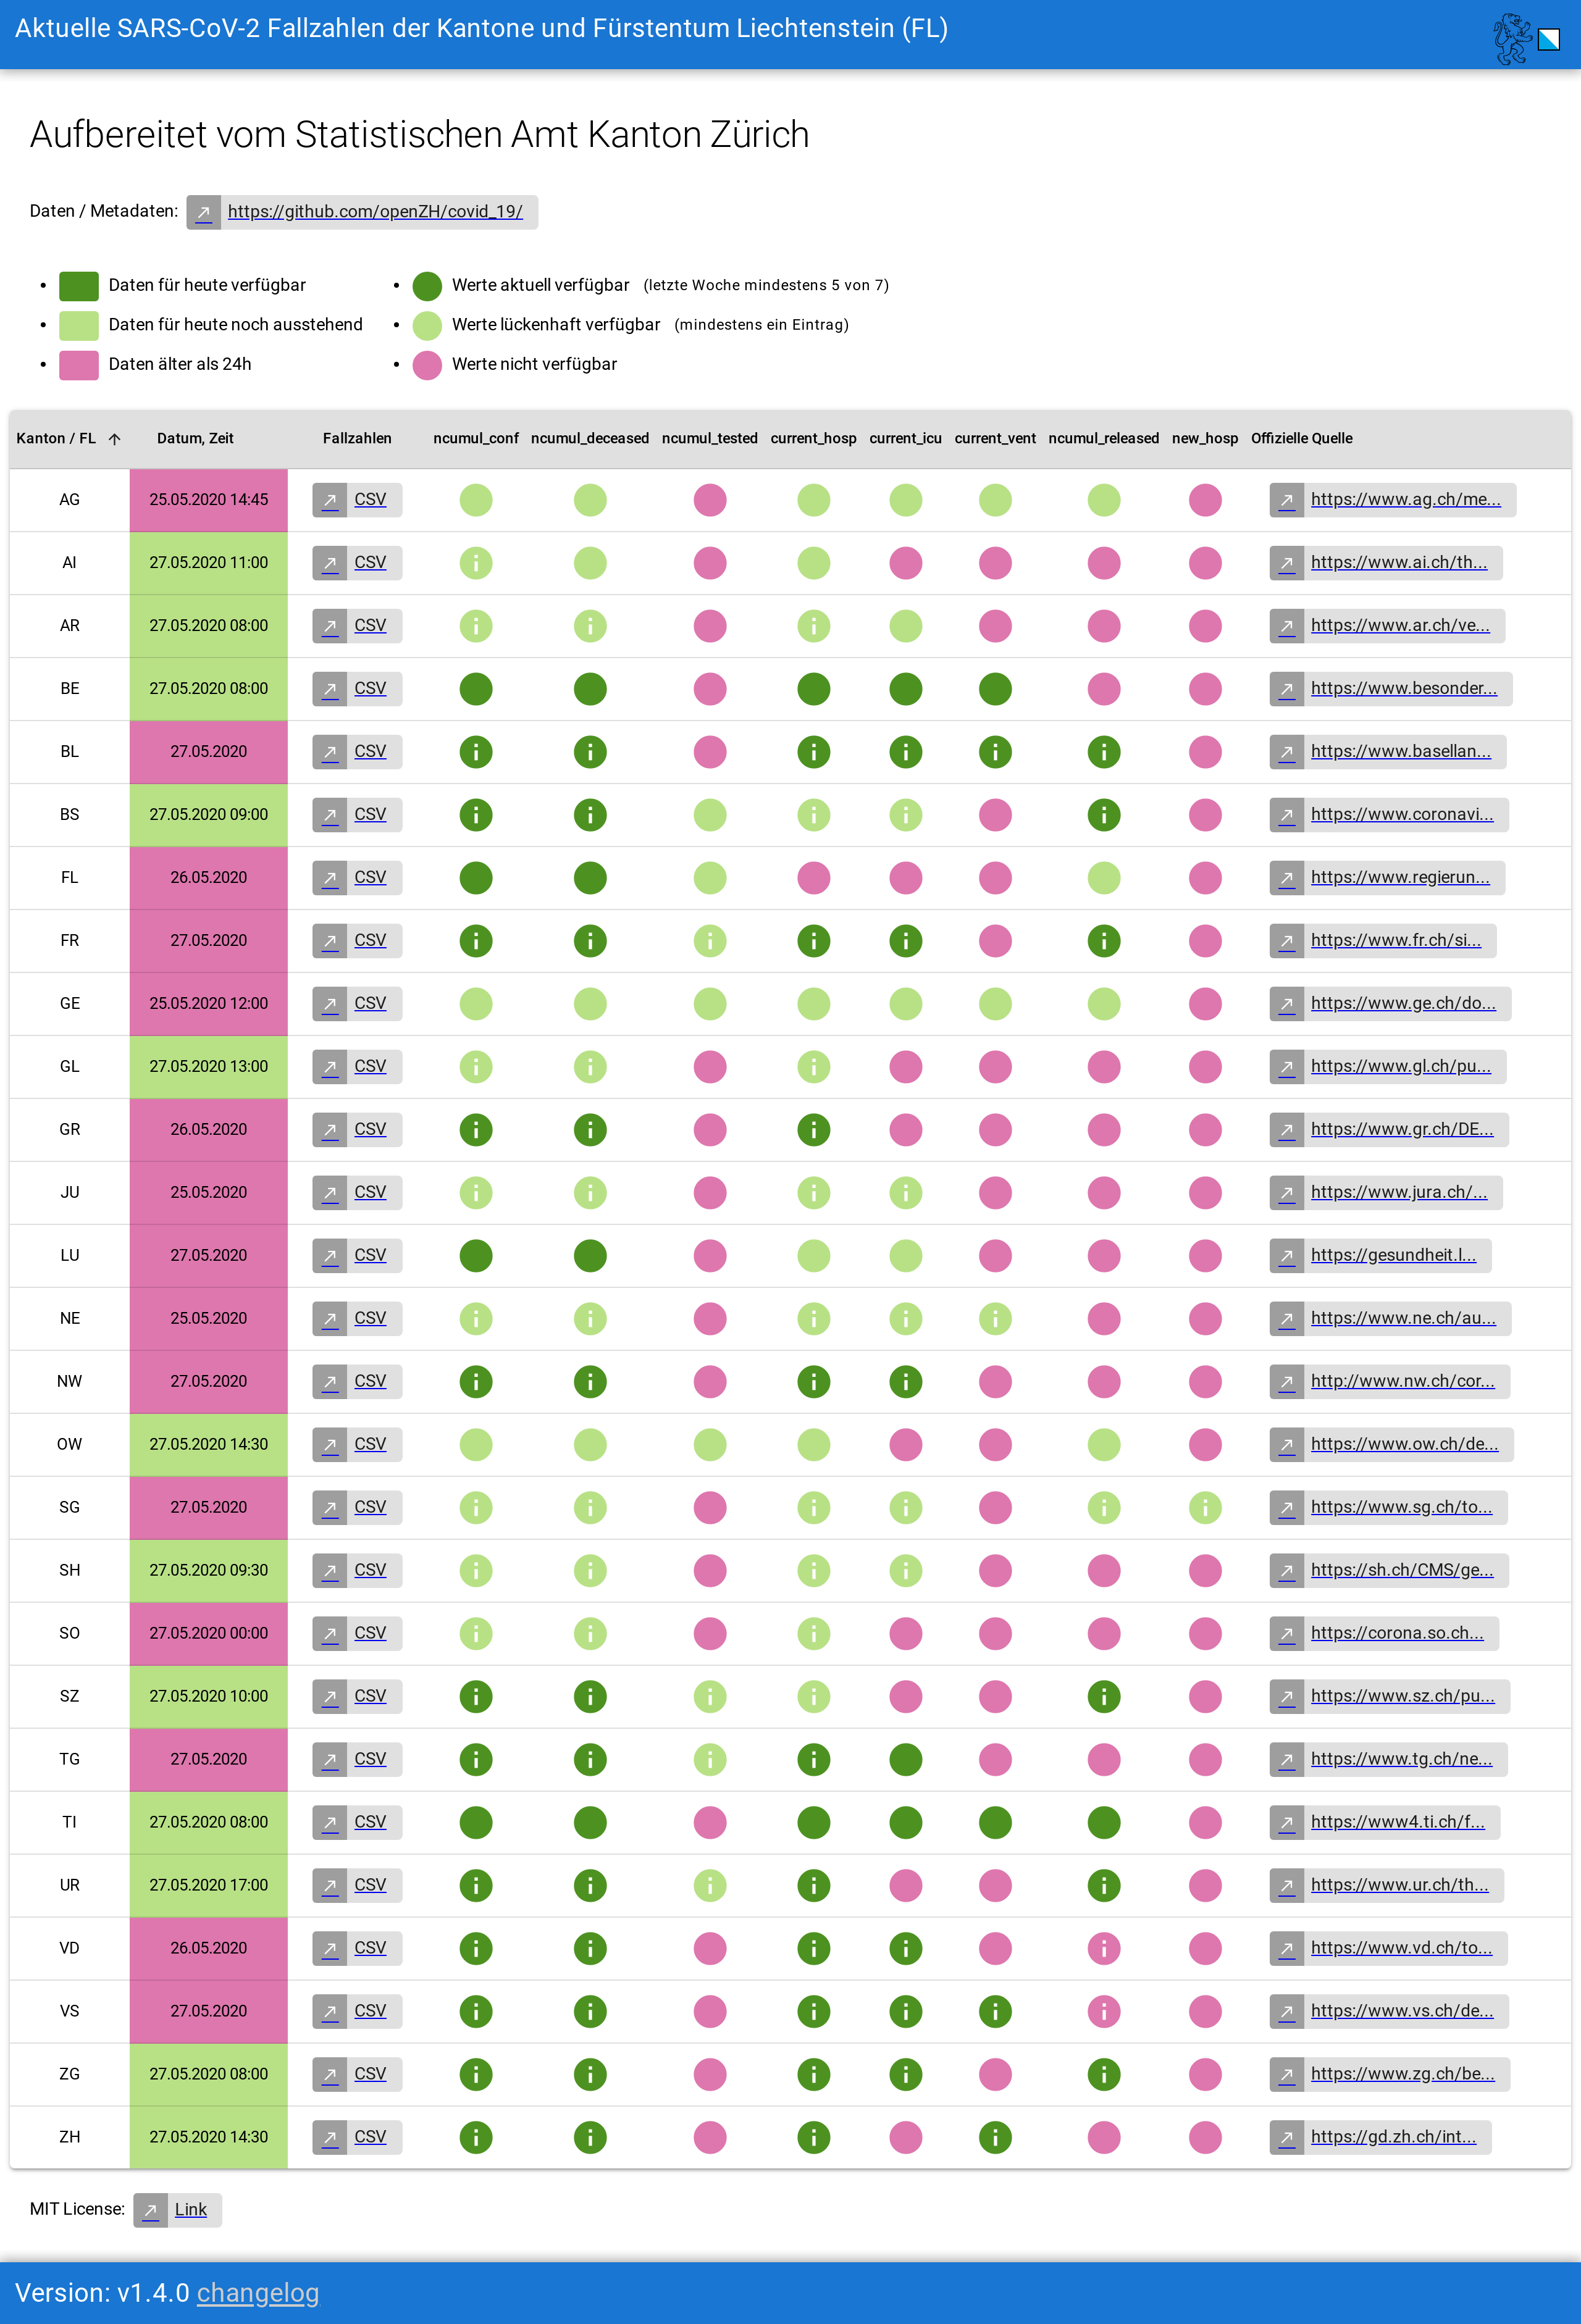 Aktuelle SARS-CoV-2 Fallzahlen der Kantone und Fürstentum Liechtenstein (FL)
Aufbereitet vom Statistischen Amt Kanton Zürich
Daten / Metadaten: https://github.com/openZH/covid_19/
Daten für heute verfügbar
Daten für heute noch ausstehend
Daten älter als 24h
Werte aktuell verfügbar (letzte Woche mindestens 5 von 7)
Werte lückenhaft verfügbar (mindestens ein Eintrag)
Werte nicht verfügbar
Kanton / FL Datum, Zeit Fallzahlen ncumul_conf ncumul_deceased ncumul_tested current_hosp current_icu current_vent ncumul_released new_hosp Offizielle Quelle
AG 25.05.2020 14:45 CSV https://www.ag.ch/me...
AI 27.05.2020 11:00 CSV https://www.ai.ch/th...
AR 27.05.2020 08:00 CSV https://www.ar.ch/ve...
BE 27.05.2020 08:00 CSV https://www.besonder...
BL 27.05.2020 CSV https://www.basellan...
BS 27.05.2020 09:00 CSV https://www.coronavi...
FL 26.05.2020 CSV https://www.regierun...
FR 27.05.2020 CSV https://www.fr.ch/si...
GE 25.05.2020 12:00 CSV https://www.ge.ch/do...
GL 27.05.2020 13:00 CSV https://www.gl.ch/pu...
GR 26.05.2020 CSV https://www.gr.ch/DE...
JU 25.05.2020 CSV https://www.jura.ch/...
LU 27.05.2020 CSV https://gesundheit.l...
NE 25.05.2020 CSV https://www.ne.ch/au...
NW 27.05.2020 CSV http://www.nw.ch/cor...
OW 27.05.2020 14:30 CSV https://www.ow.ch/de...
SG 27.05.2020 CSV https://www.sg.ch/to...
SH 27.05.2020 09:30 CSV https://sh.ch/CMS/ge...
SO 27.05.2020 00:00 CSV https://corona.so.ch...
SZ 27.05.2020 10:00 CSV https://www.sz.ch/pu...
TG 27.05.2020 CSV https://www.tg.ch/ne...
TI 27.05.2020 08:00 CSV https://www4.ti.ch/f...
UR 27.05.2020 17:00 CSV https://www.ur.ch/th...
VD 26.05.2020 CSV https://www.vd.ch/to...
VS 27.05.2020 CSV https://www.vs.ch/de...
ZG 27.05.2020 08:00 CSV https://www.zg.ch/be...
ZH 27.05.2020 14:30 CSV https://gd.zh.ch/int...
MIT License: Link
Version: v1.4.0 changelog